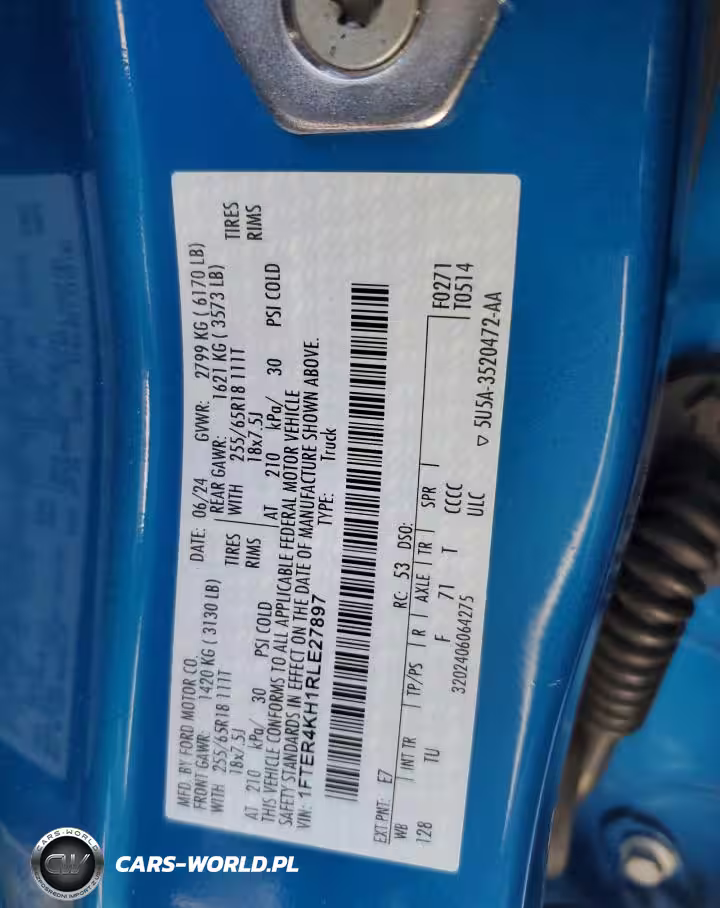 MFD. BY FORD MOTOR CO.
DATE: 06/24 GVWR: 2799 KG ( 6170 LB)
FRONT GAWR: 1420 KG ( 3130 LB) REAR GAWR: 1621 KG ( 3573 LB)
WITH 255/65R18 111T TIRES WITH 255/65R18 111T TIRES
18x7.5J RIMS 18x7.5J RIMS
AT 210 kPa/ 30 PSI COLD AT 210 kPa/ 30 PSI COLD
THIS VEHICLE CONFORMS TO ALL APPLICABLE FEDERAL MOTOR VEHICLE
SAFETY STANDARDS IN EFFECT ON THE DATE OF MANUFACTURE SHOWN ABOVE.
VIN: 1FTER4KH1RLE27897 TYPE: Truck
EXT PNT: E7 RC: 53 DSO: F0271
WB INT TR TP/PS R AXLE TR SPR T0514
128 TU F 71 T CCCC
3202406064275 ULC
▽ 5U5A-3520472-AA
CARS-WORLD
CW
CARS-WORLD.PL